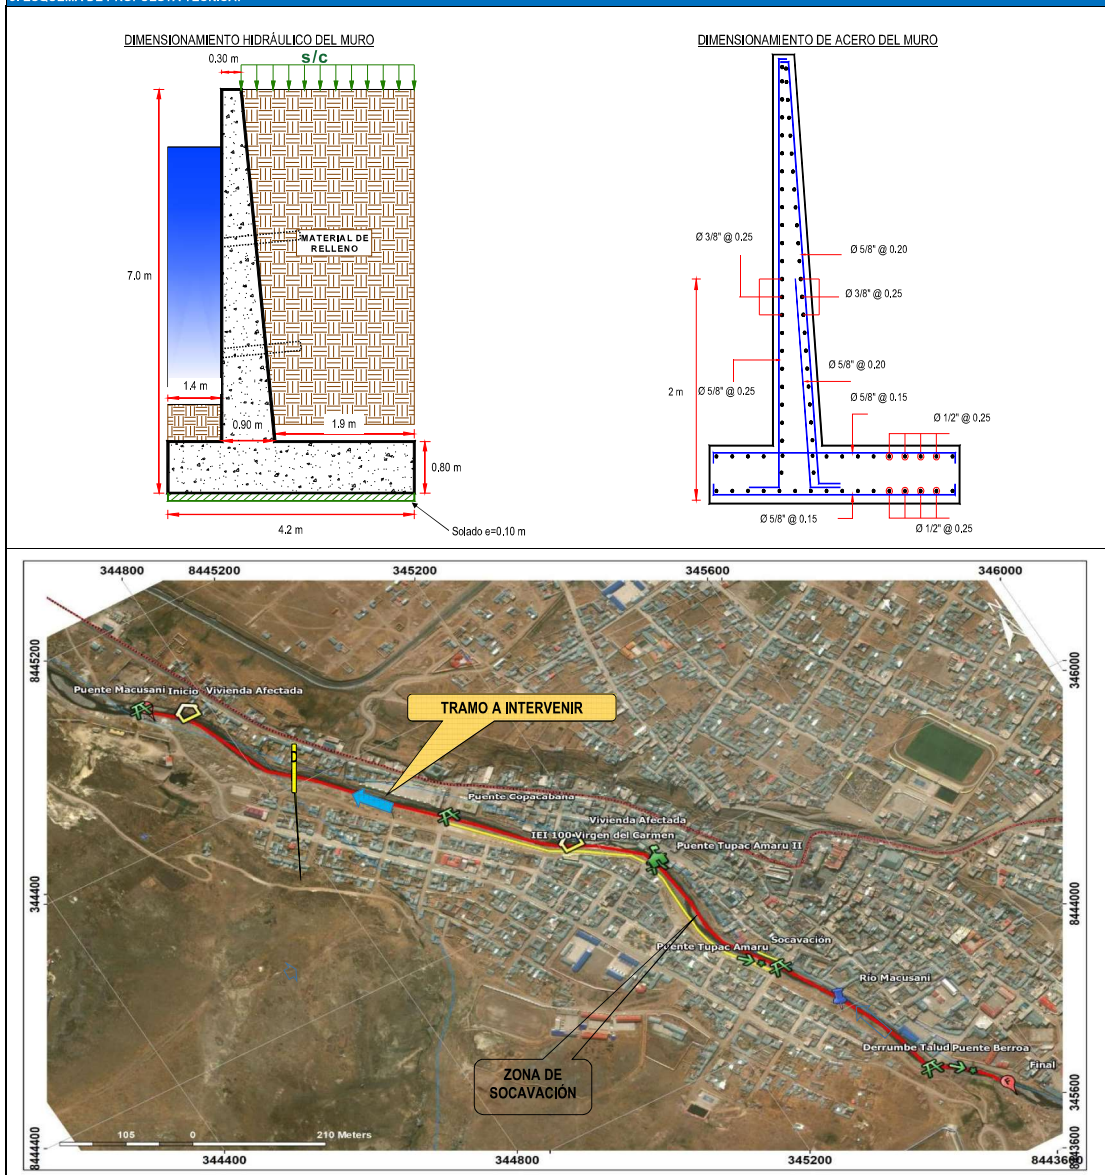 DIMENSIONAMIENTO HIDRÁULICO DEL MURO
DIMENSIONAMIENTO DE ACERO DEL MURO
0.30 m
s/c
MATERIAL DE
RELLENO
7.0 m
1.4 m
0.90 m
1.9 m
0.80 m
4.2 m
Solado e=0.10 m
Ø 3/8" @ 0.25
Ø 5/8" @ 0.20
Ø 3/8" @ 0.25
Ø 5/8" @ 0.20
2 m
Ø 5/8" @ 0.25
Ø 5/8" @ 0.15
Ø 1/2" @ 0.25
Ø 5/8" @ 0.15
Ø 1/2" @ 0.25
344800
8445200
345200
345600
346000
8445200
346000
Puente Macusani
Inicio
Vivienda Afectada
TRAMO A INTERVENIR
Puente Copacabana
Vivienda Afectada
IEI 100 Virgen del Carmen
Puente Tupac Amaru II
344400
8444000
Puente Tupac Amaru
Socavación
Rio Macusani
Derrumbe Talud
Puente Berroa
Final
ZONA DE
SOCAVACIÓN
345600
105
0
210 Meters
8444400
344400
344800
345200
8443600
8443600